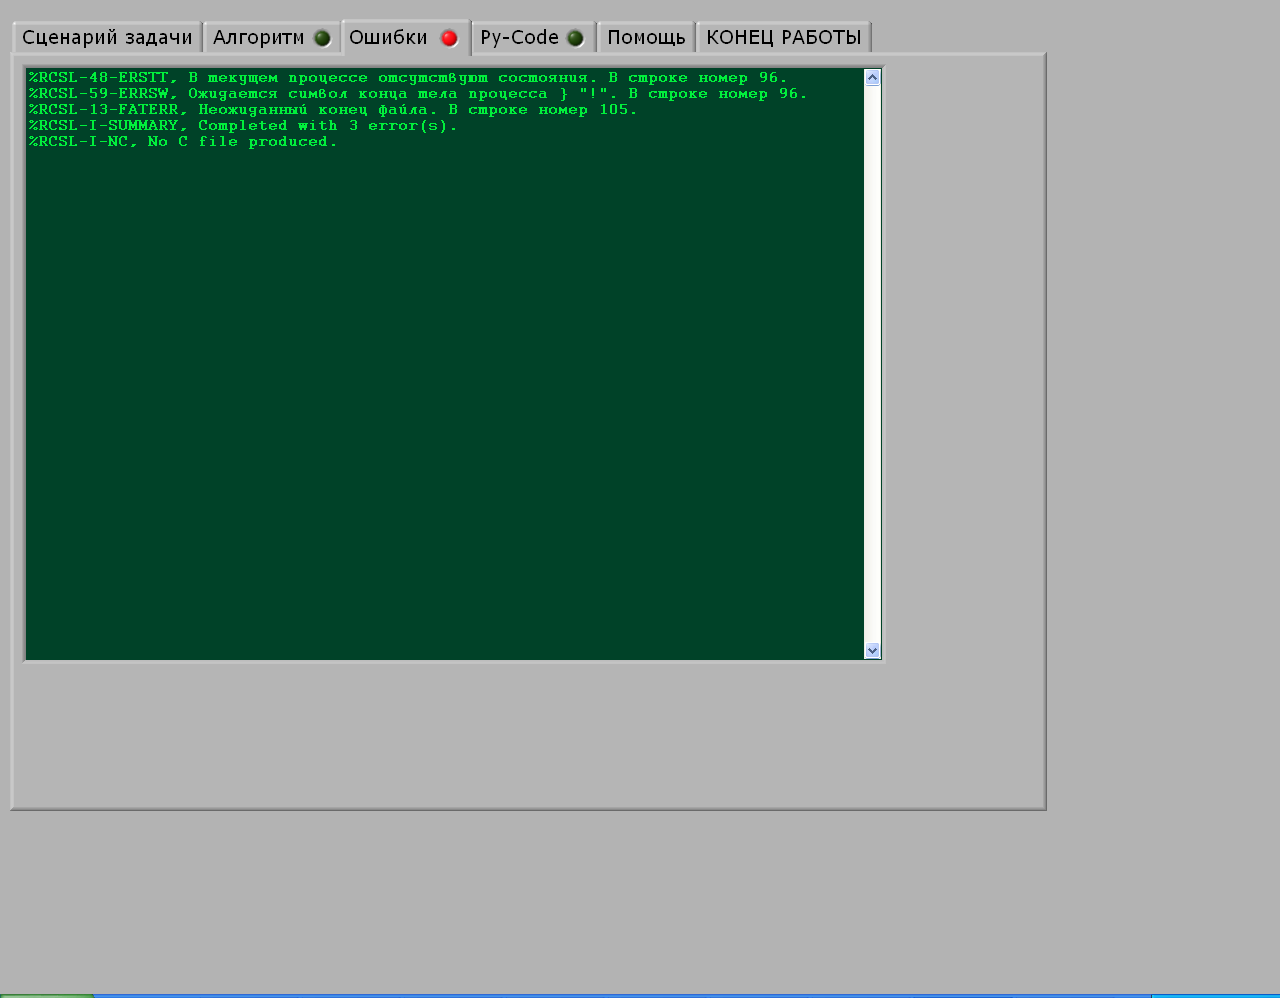 Сценарий задачи
Алгоритм
Ошибки
Py-Code
Помощь
КОНЕЦ РАБОТЫ
%RCSL-48-ERSTT, В текущем процессе отсутствуют состояния. В строке номер 96.
%RCSL-59-ERRSW, Ожидается символ конца тела процесса } "!". В строке номер 96.
%RCSL-13-FATERR, Неожиданный конец файла. В строке номер 105.
%RCSL-I-SUMMARY, Completed with 3 error(s).
%RCSL-I-NC, No C file produced.